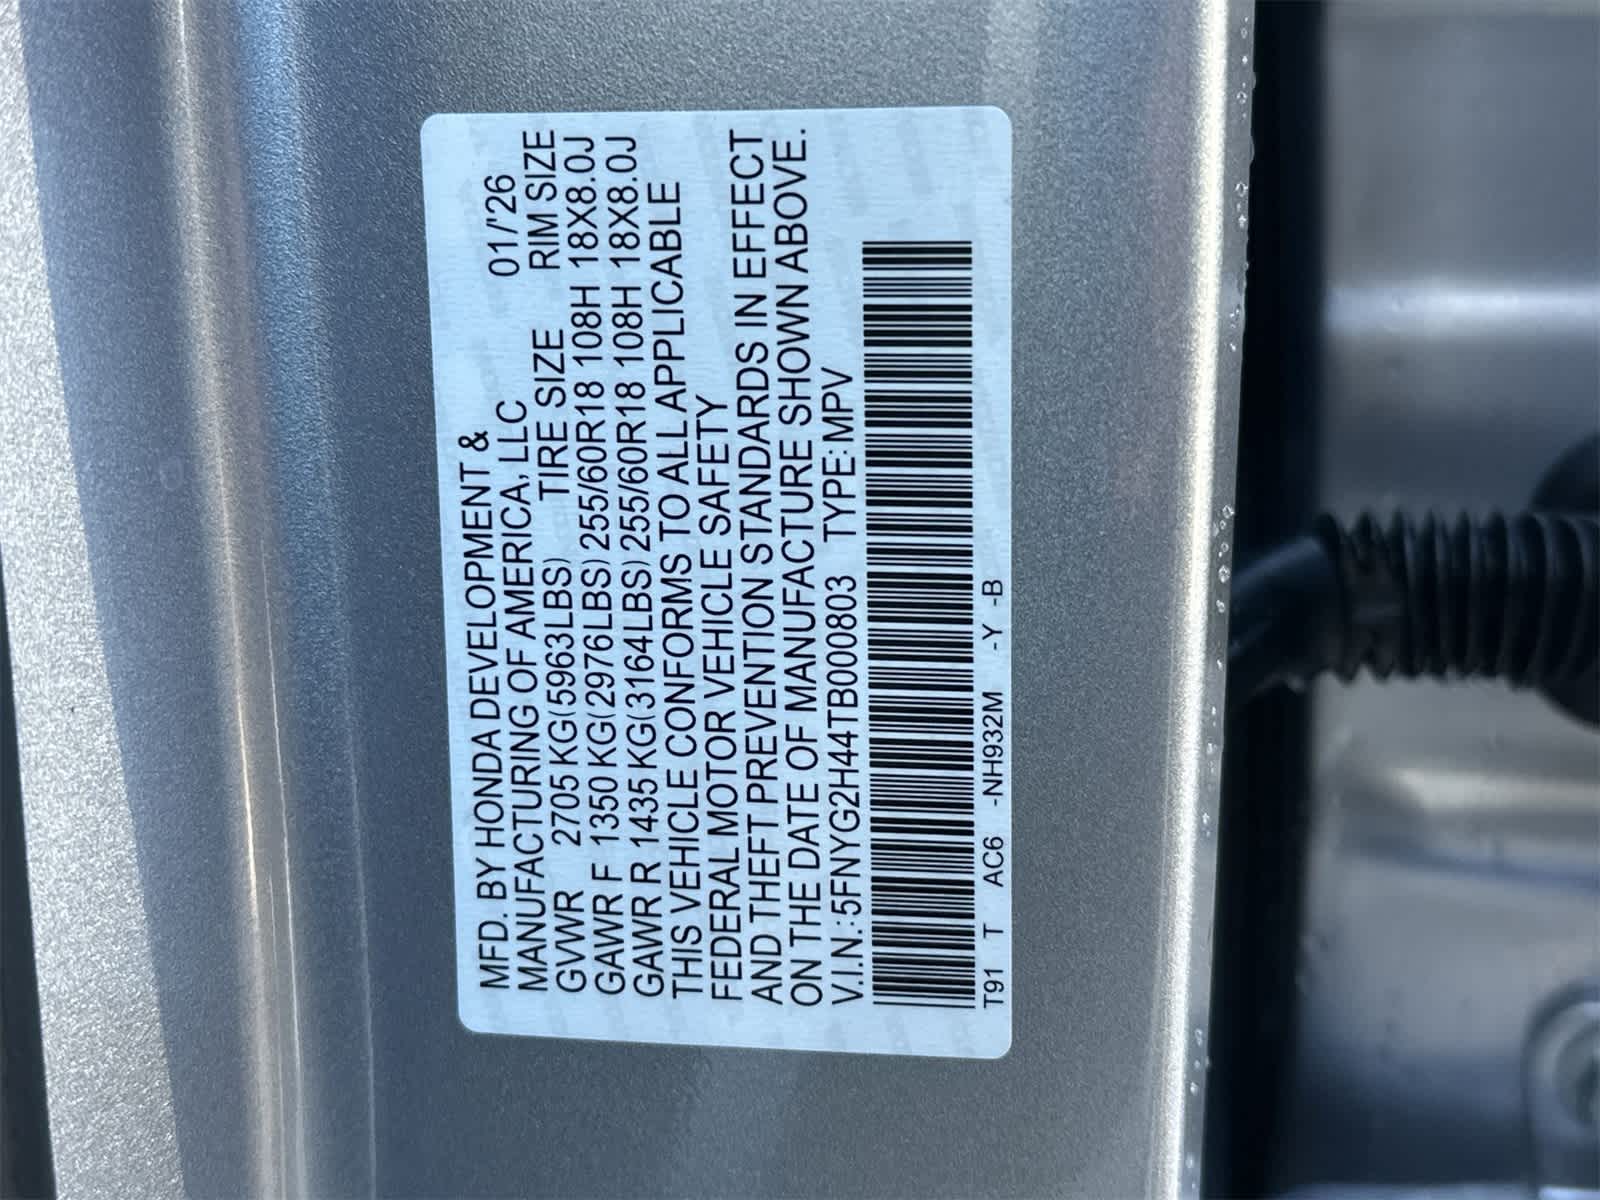 MFD. BY HONDA DEVELOPMENT &
MANUFACTURING OF AMERICA, LLC 01/'26
GVWR 2705 KG(5963LBS) TIRE SIZE RIM SIZE
GAWR F 1350 KG(2976LBS) 255/60R18 108H 18X8.0J
GAWR R 1435 KG(3164LBS) 255/60R18 108H 18X8.0J
THIS VEHICLE CONFORMS TO ALL APPLICABLE
FEDERAL MOTOR VEHICLE SAFETY
AND THEFT PREVENTION STANDARDS IN EFFECT
ON THE DATE OF MANUFACTURE SHOWN ABOVE.
V.I.N.:5FNYG2H44TB000803 TYPE:MPV
T91 T AC6 -NH932M -Y -B